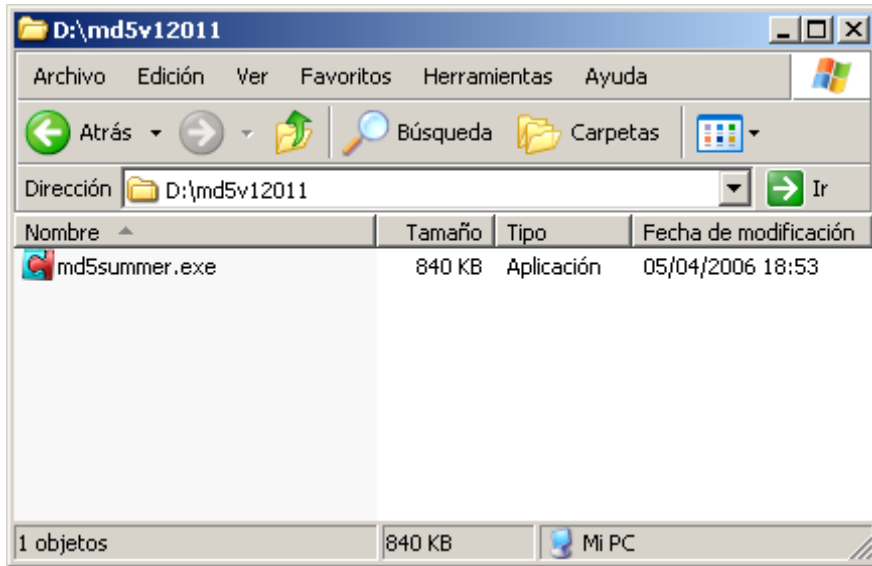 D:\md5v12011
Archivo Edición Ver Favoritos Herramientas Ayuda
Atrás Búsqueda Carpetas
Dirección D:\md5v12011 Ir
Nombre Tamaño Tipo Fecha de modificación
md5summer.exe 840 KB Aplicación 05/04/2006 18:53
1 objetos 840 KB Mi PC